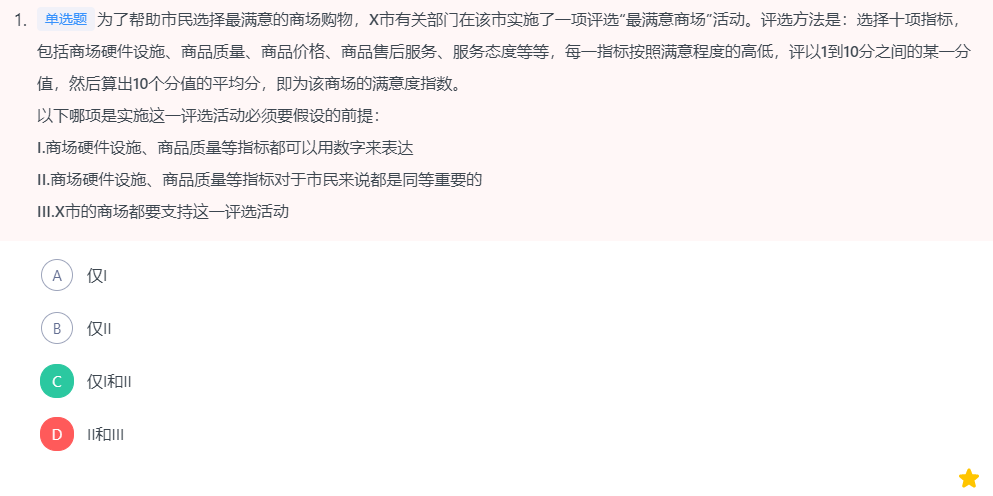 1. 单选题 为了帮助市民选择最满意的商场购物，X市有关部门在该市实施了一项评选“最满意商场”活动。评选方法是：选择十项指标，
包括商场硬件设施、商品质量、商品价格、商品售后服务、服务态度等等，每一指标按照满意程度的高低，评以1到10分之间的某一分
值，然后算出10个分值的平均分，即为该商场的满意度指数。
以下哪项是实施这一评选活动必须要假设的前提：
I.商场硬件设施、商品质量等指标都可以用数字来表达
II.商场硬件设施、商品质量等指标对于市民来说都是同等重要的
III.X市的商场都要支持这一评选活动
A 仅I
B 仅II
C 仅I和II
D II和III